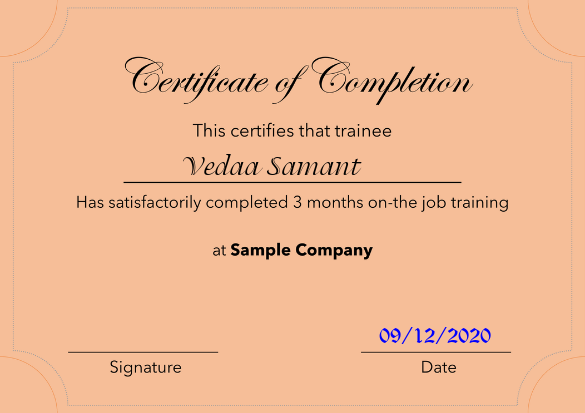 Certificate of Completion
This certifies that trainee
Vedaa Samant
Has satisfactorily completed 3 months on-the job training
at Sample Company
09/12/2020
Signature
Date